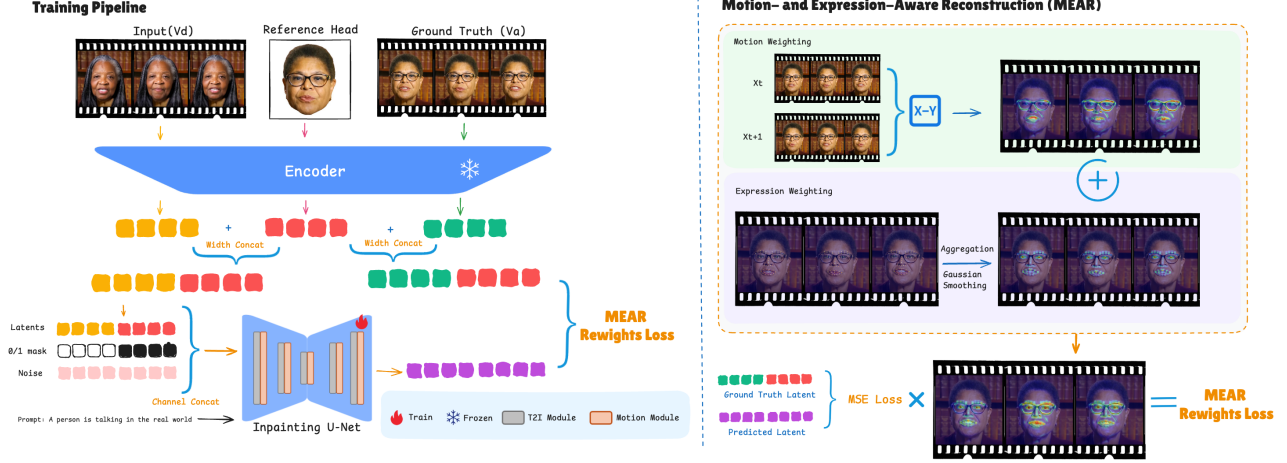 Training Pipeline
Input(Vd)
Reference Head
Ground Truth (Va)
Encoder
+
+
Width Concat
Width Concat
Latents
0/1 mask
Noise
Channel Concat
Prompt: A person is talking in the real world
Inpainting U-Net
MEAR
Rewights Loss
Train
Frozen
T2I Module
Motion Module
Motion- and Expression-Aware Reconstruction (MEAR)
Motion Weighting
Xt
Xt+1
X-Y
+
Expression Weighting
Aggregation
Gaussian
Smoothing
Ground Truth Latent
Predicted Latent
MSE Loss
×
=
MEAR
Rewights Loss